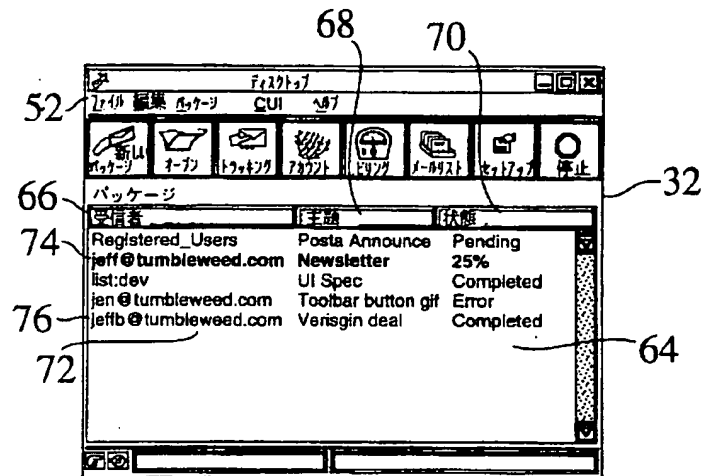 68
70
ディスクトップ
52
ファイル 編集 パッケージ CUI ヘルプ
新しい パッケージ オープン トラッキング アカウント ビリング メールリスト セットアップ 停止
パッケージ
32
66
受信者 主題 状態
Registered_Users Posta Announce Pending
74
jeff@tumbleweed.com Newsletter 25%
list:dev UI Spec Completed
jen@tumbleweed.com Toolbar button gif Error
76
jeffb@tumbleweed.com Verisgin deal Completed
72
64